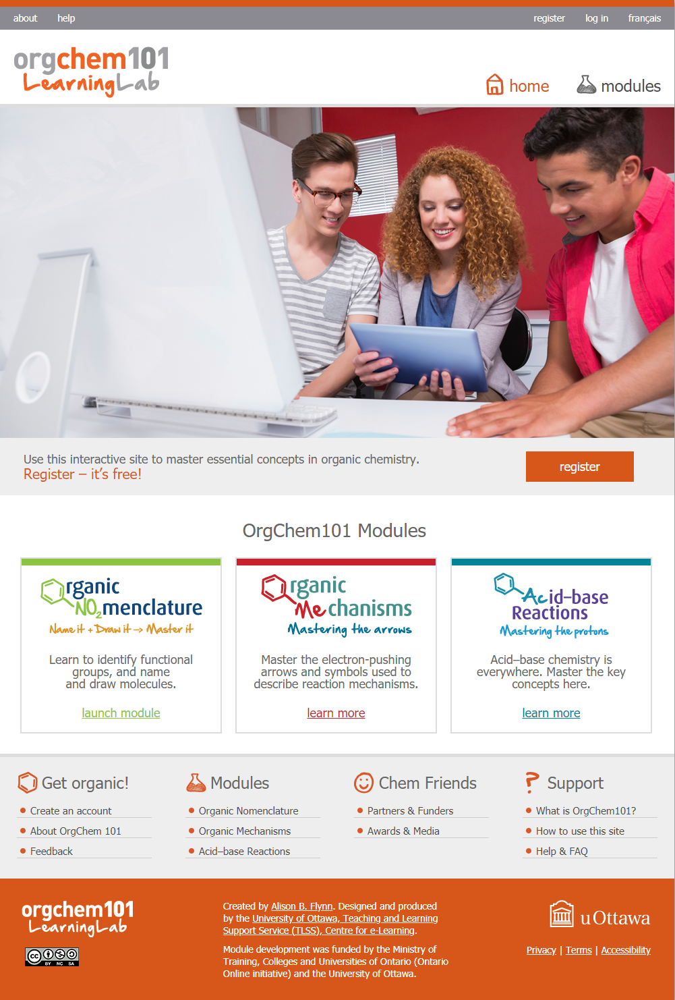 about help register log in français
orgchem101
LearningLab
home modules
Use this interactive site to master essential concepts in organic chemistry.
Register – it's free!
register
OrgChem101 Modules
Organic
NO2menclature
Name it + Draw it → Master it
Learn to identify functional
groups, and name
and draw molecules.
launch module
Organic
Mechanisms
Mastering the arrows
Master the electron-pushing
arrows and symbols used to
describe reaction mechanisms.
learn more
Acid–base
Reactions
Mastering the protons
Acid–base chemistry is
everywhere. Master the key
concepts here.
learn more
Get organic!
Create an account
About OrgChem 101
Feedback
Modules
Organic Nomenclature
Organic Mechanisms
Acid–base Reactions
Chem Friends
Partners & Funders
Awards & Media
Support
What is OrgChem101?
How to use this site
Help & FAQ
orgchem101
LearningLab
cc BY NC SA
Created by Alison B. Flynn. Designed and produced
by the University of Ottawa, Teaching and Learning
Support Service (TLSS), Centre for e-Learning.
Module development was funded by the Ministry of
Training, Colleges and Universities of Ontario (Ontario
Online initiative) and the University of Ottawa.
uOttawa
Privacy | Terms | Accessibility